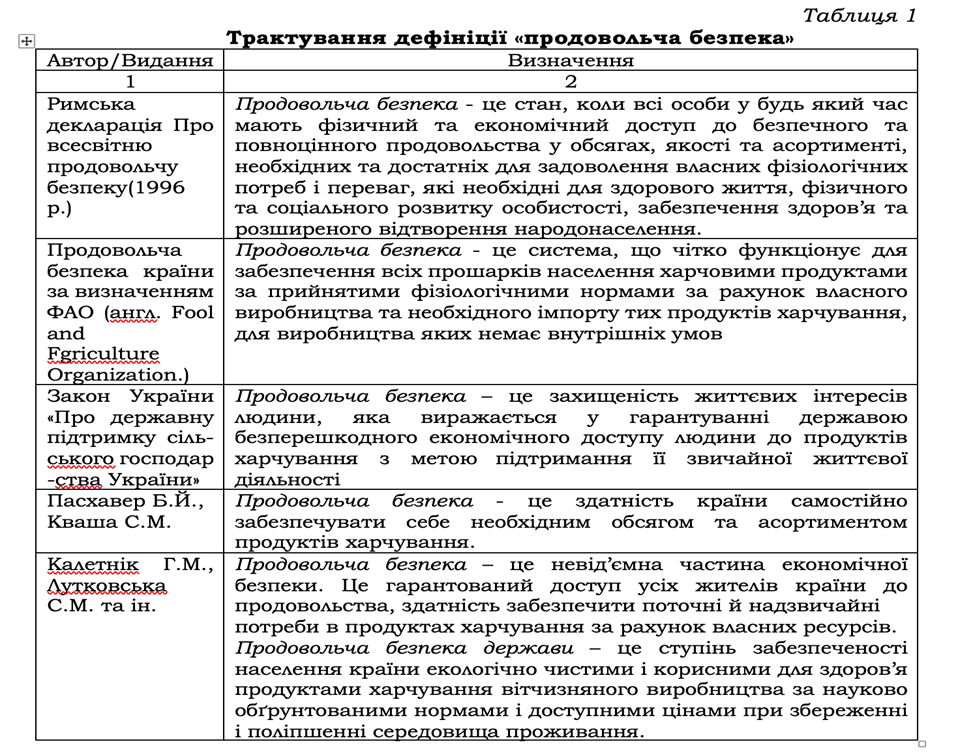 Таблиця 1
Трактування дефініції «продовольча безпека»
Автор/Видання
Визначення
1
2
Римська
декларація Про
всесвітню
продовольчу
безпеку(1996
р.)
Продовольча безпека - це стан, коли всі особи у будь який час
мають фізичний та економічний доступ до безпечного та
повноцінного продовольства у обсягах, якості та асортименті,
необхідних та достатніх для задоволення власних фізіологічних
потреб і переваг, які необхідні для здорового життя, фізичного
та соціального розвитку особистості, забезпечення здоров’я та
розширеного відтворення народонаселення.
Продовольча
безпека країни
за визначенням
ФАО (англ. Fool
and
Fgriculture
Organization.)
Продовольча безпека - це система, що чітко функціонує для
забезпечення всіх прошарків населення харчовими продуктами
за прийнятими фізіологічними нормами за рахунок власного
виробництва та необхідного імпорту тих продуктів харчування,
для виробництва яких немає внутрішніх умов
Закон України
«Про державну
підтримку сіль-
ського господар
-ства України»
Продовольча безпека – це захищеність життєвих інтересів
людини, яка виражається у гарантуванні державою
безперешкодного економічного доступу людини до продуктів
харчування з метою підтримання її звичайної життєвої
діяльності
Пасхавер Б.Й.,
Кваша С.М.
Продовольча безпека - це здатність країни самостійно
забезпечувати себе необхідним обсягом та асортиментом
продуктів харчування.
Калетнік Г.М.,
Лутковська
С.М. та ін.
Продовольча безпека – це невід’ємна частина економічної
безпеки. Це гарантований доступ усіх жителів країни до
продовольства, здатність забезпечити поточні й надзвичайні
потреби в продуктах харчування за рахунок власних ресурсів.
Продовольча безпека держави – це ступінь забезпеченості
населення країни екологічно чистими і корисними для здоров’я
продуктами харчування вітчизняного виробництва за науково
обґрунтованими нормами і доступними цінами при збереженні
і поліпшенні середовища проживання.